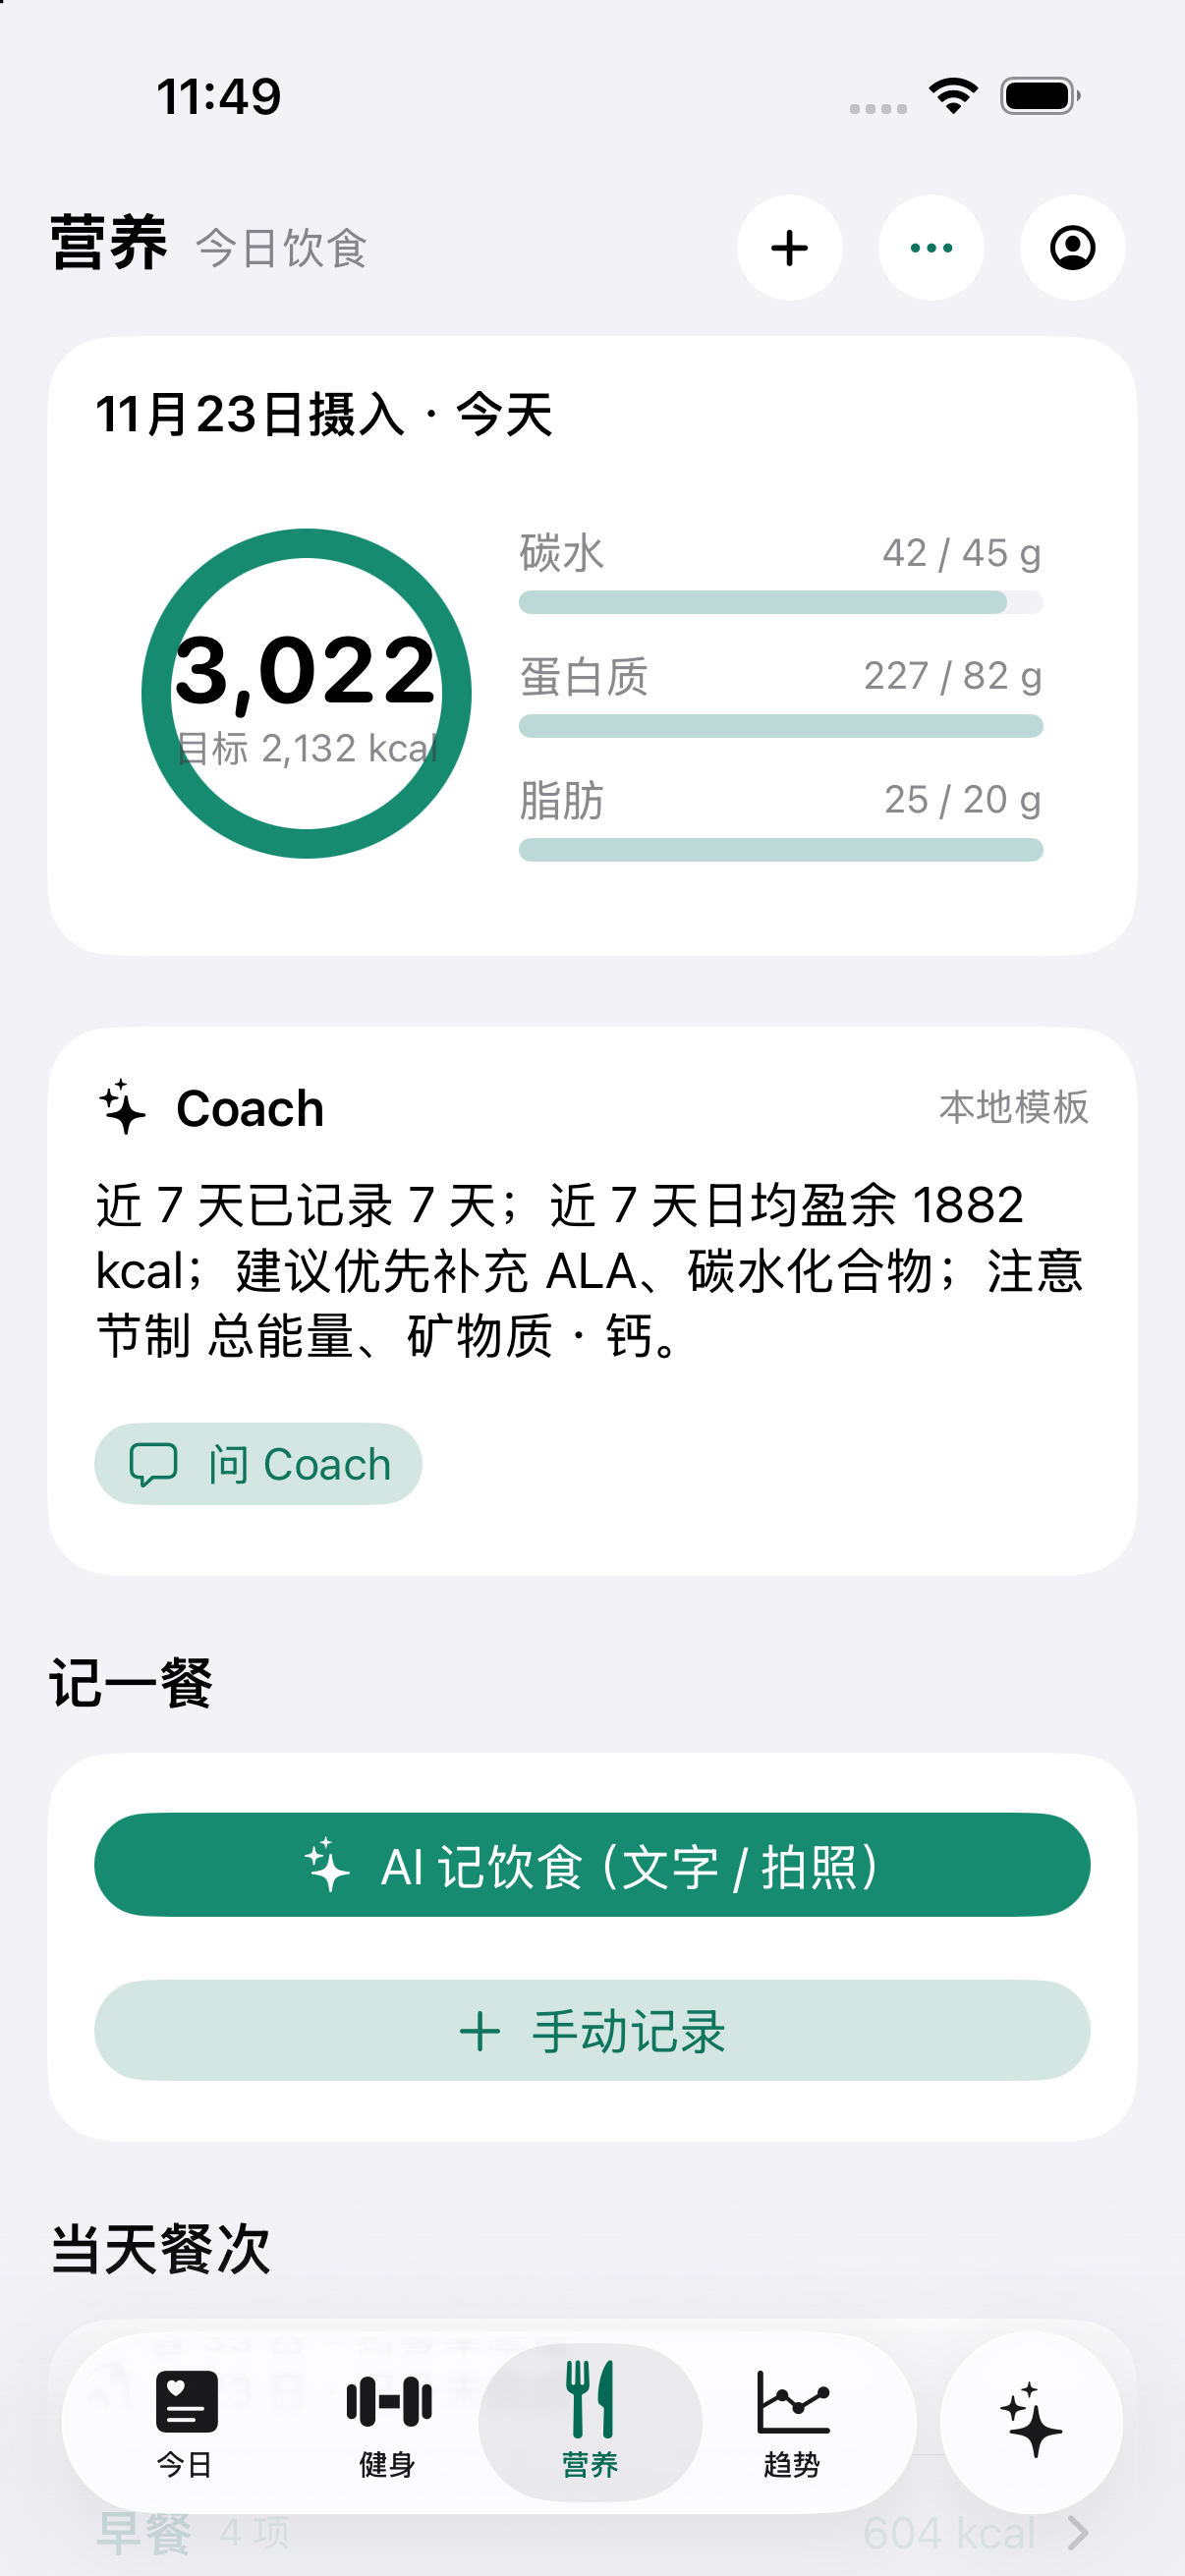 11:49
营养 今日饮食
11月23日摄入 · 今天
3,022
目标 2,132 kcal
碳水 42 / 45 g
蛋白质 227 / 82 g
脂肪 25 / 20 g
Coach 本地模板
近 7 天已记录 7 天；近 7 天日均盈余 1882
kcal；建议优先补充 ALA、碳水化合物；注意
节制 总能量、矿物质 · 钙。
问 Coach
记一餐
AI 记饮食（文字 / 拍照）
手动记录
当天餐次
今日 健身 营养 趋势
早餐 4 项 604 kcal